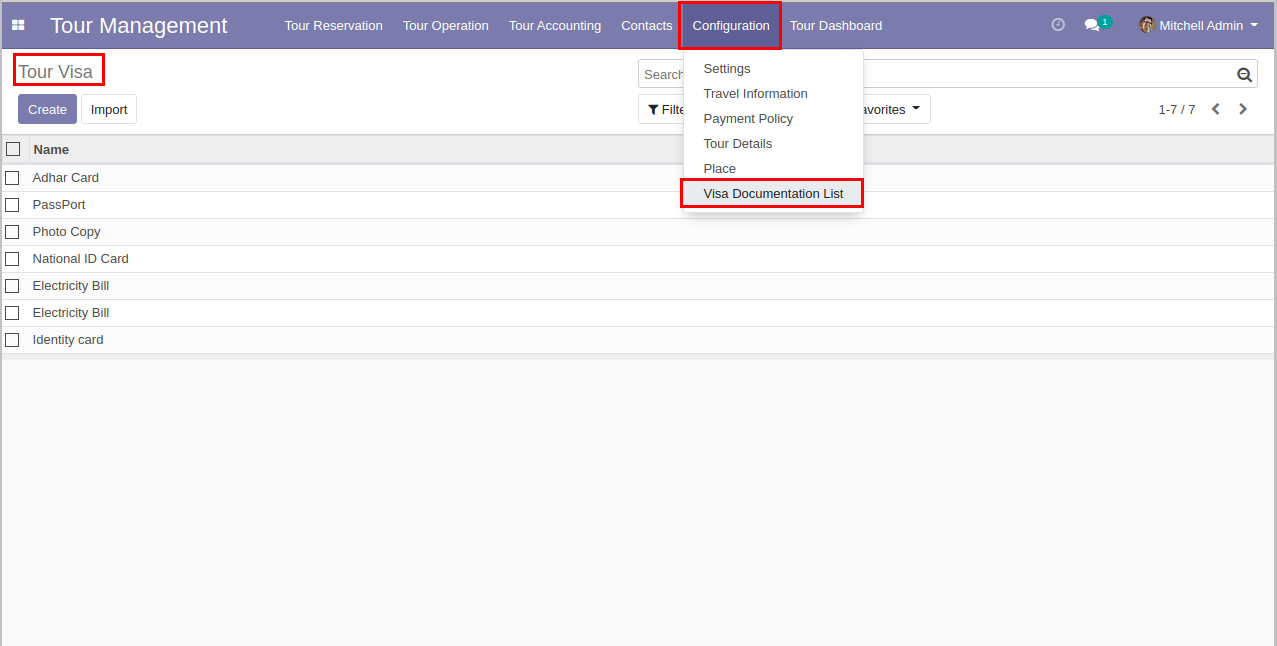 Tour Management
Tour Reservation Tour Operation Tour Accounting Contacts Configuration Tour Dashboard
1
Mitchell Admin
Tour Visa
Search
Create Import
Filte
avorites
1-7 / 7
Settings
Travel Information
Payment Policy
Tour Details
Place
Visa Documentation List
Name
Adhar Card
PassPort
Photo Copy
National ID Card
Electricity Bill
Electricity Bill
Identity card